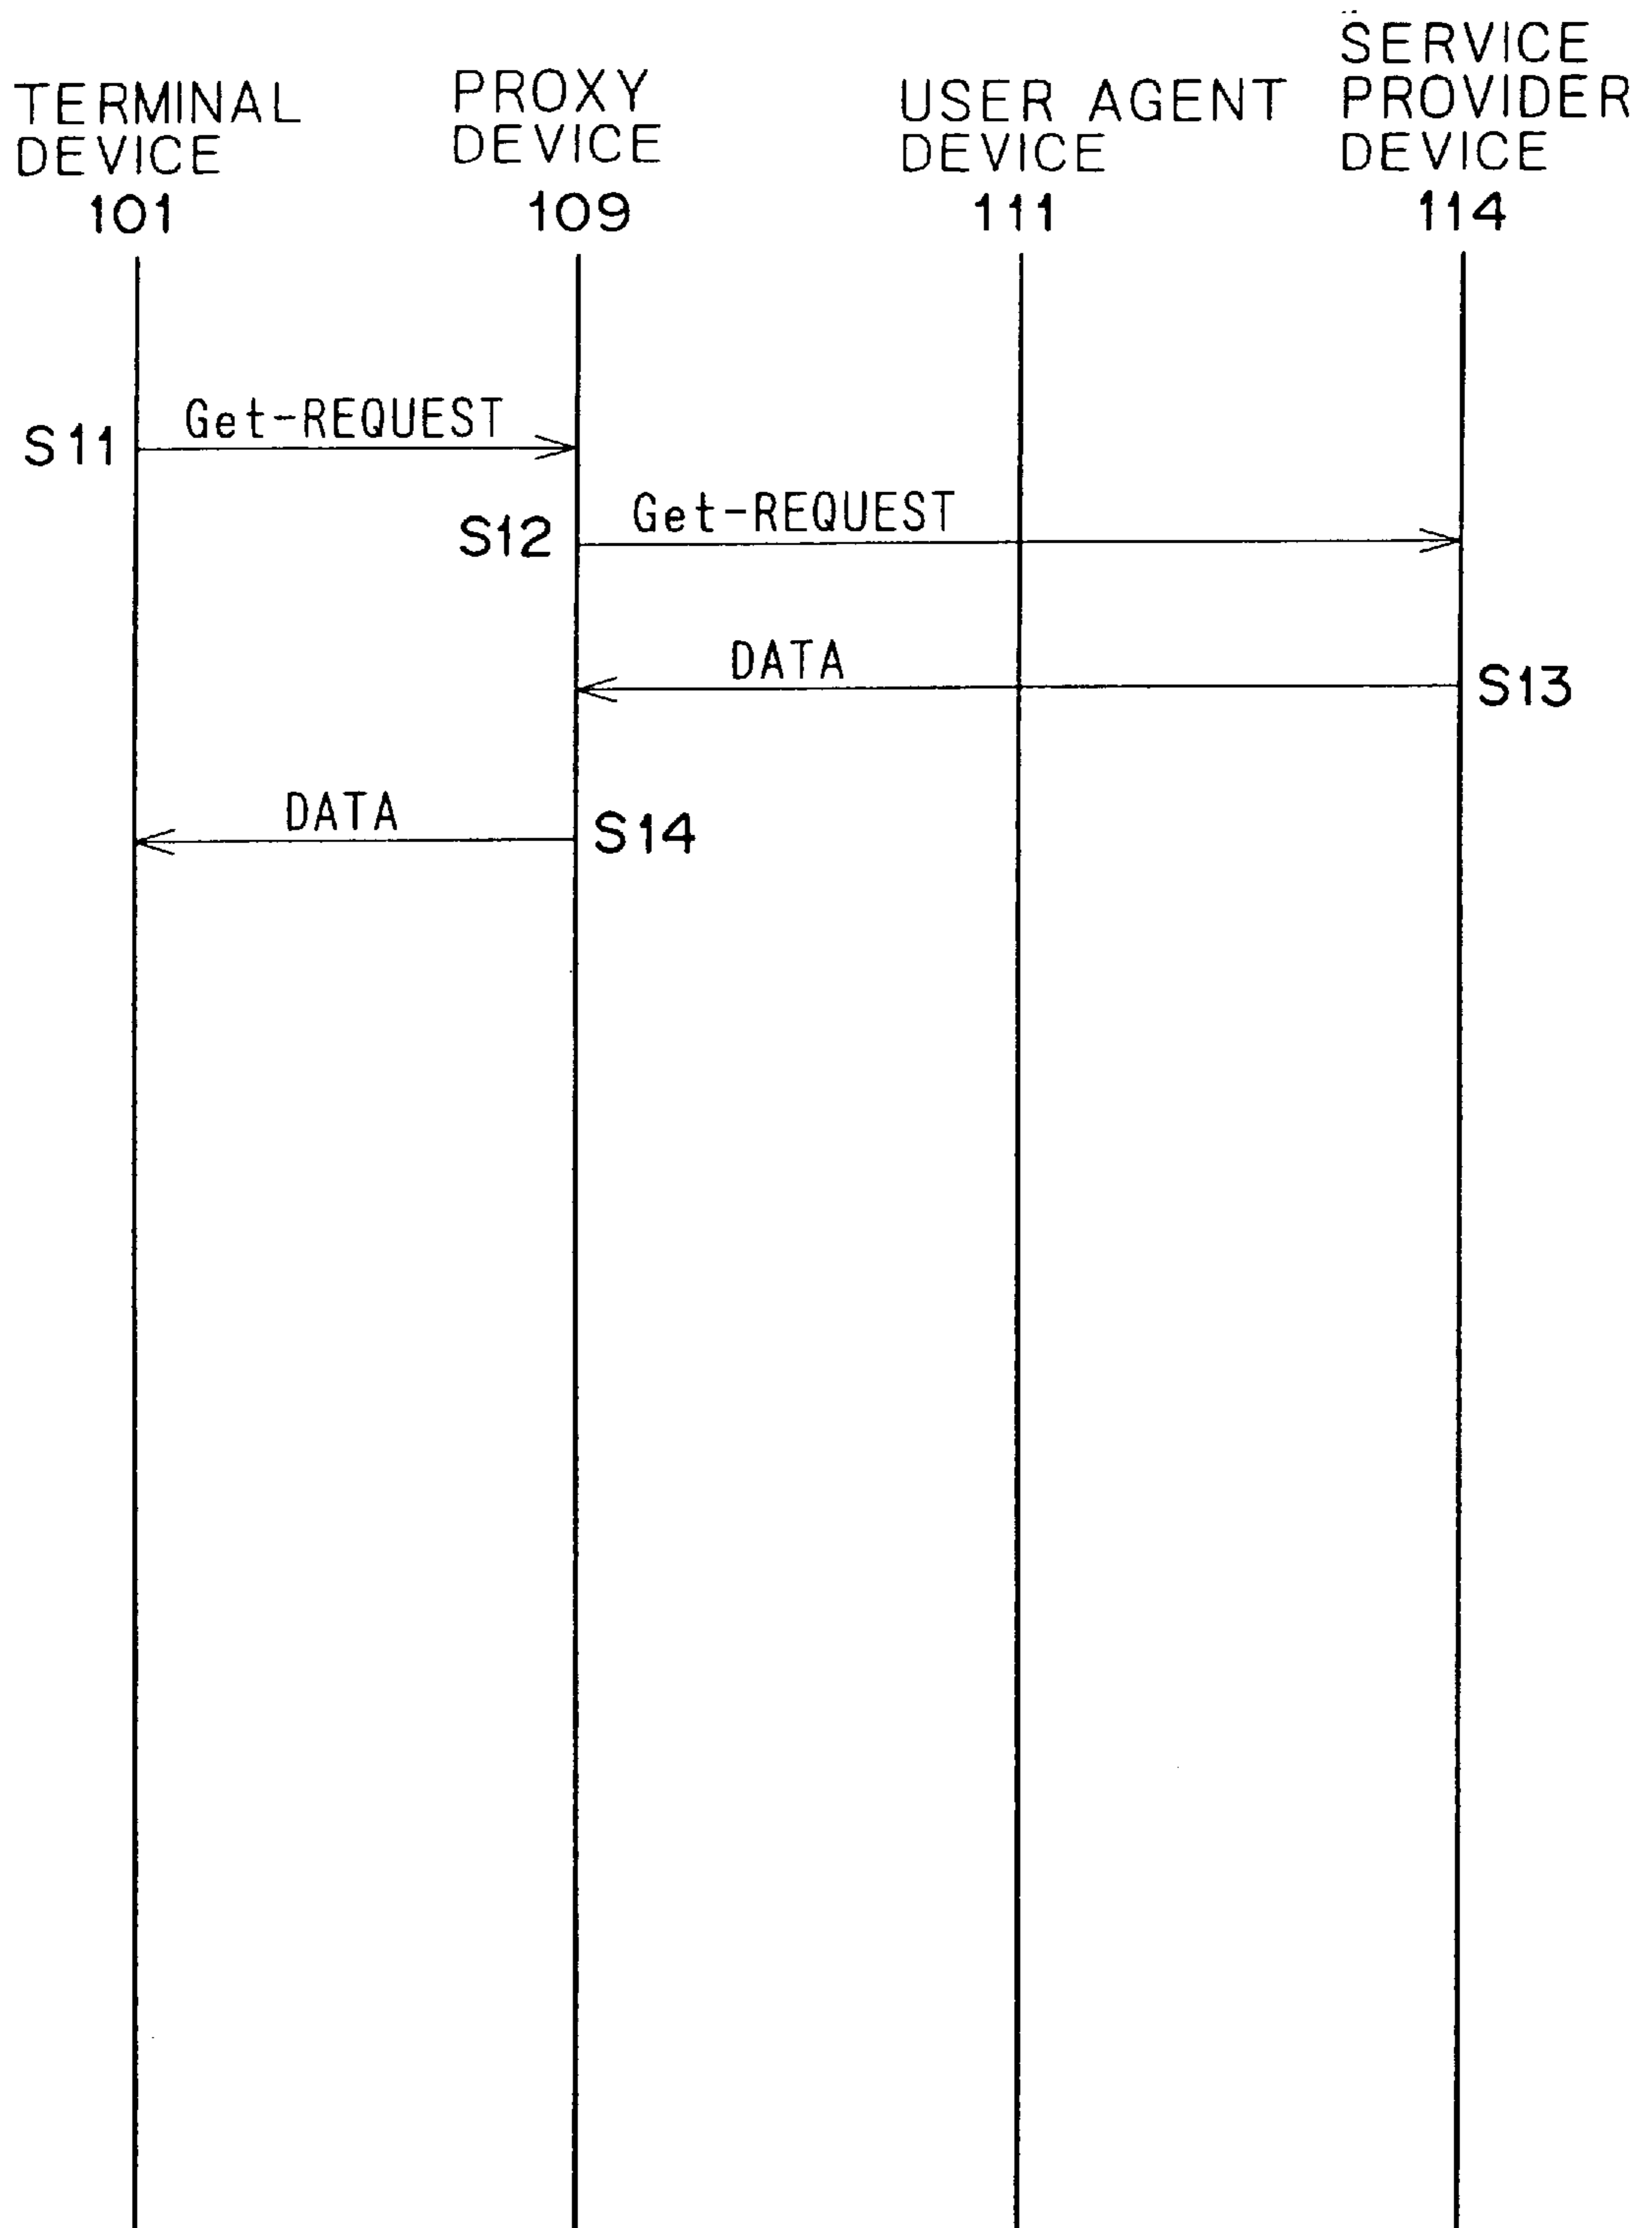 TERMINAL
DEVICE
101
PROXY
DEVICE
109
USER AGENT
DEVICE
111
SERVICE
PROVIDER
DEVICE
114
S11
Get-REQUEST
S12
Get-REQUEST
DATA
S13
DATA
S14